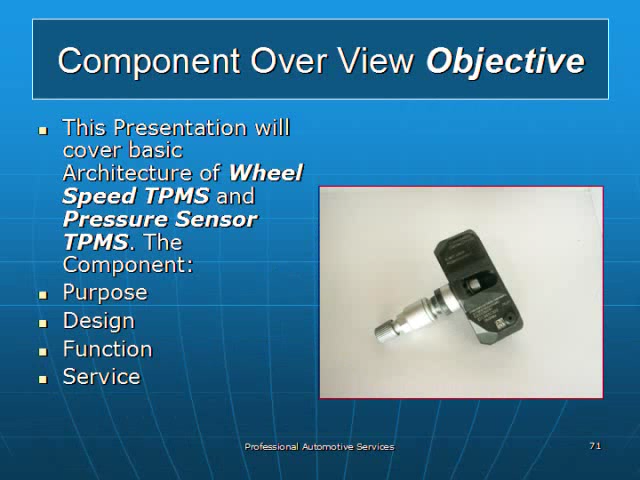 Component Over View Objective
This Presentation will
cover basic
Architecture of Wheel
Speed TPMS and
Pressure Sensor
TPMS. The
Component:
Purpose
Design
Function
Service
Professional Automotive Services
71